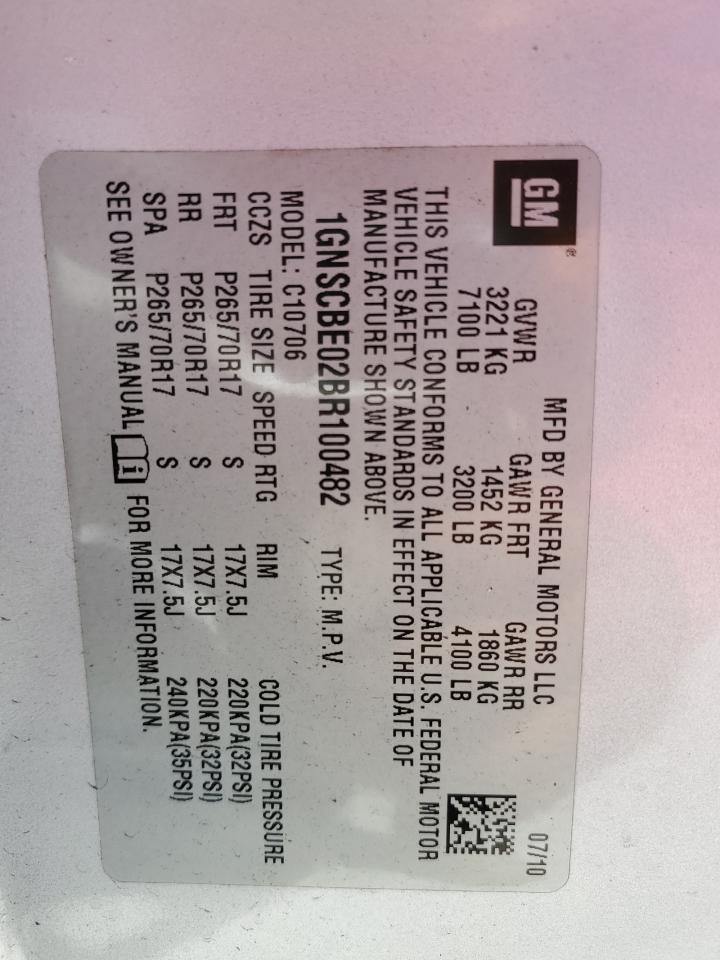 GM®
07/10
MFD BY GENERAL MOTORS LLC
GVWR GAWR FRT GAWR RR
3221 KG 1452 KG 1860 KG
7100 LB 3200 LB 4100 LB
THIS VEHICLE CONFORMS TO ALL APPLICABLE U.S. FEDERAL MOTOR
VEHICLE SAFETY STANDARDS IN EFFECT ON THE DATE OF
MANUFACTURE SHOWN ABOVE.
1GNSCBE02BR100482 TYPE: M.P.V.
MODEL: C10706
CCZS TIRE SIZE SPEED RTG RIM COLD TIRE PRESSURE
FRT P265/70R17 S 17X7.5J 220KPA(32PSI)
RR P265/70R17 S 17X7.5J 220KPA(32PSI)
SPA P265/70R17 S 17X7.5J 240KPA(35PSI)
SEE OWNER'S MANUAL i FOR MORE INFORMATION.